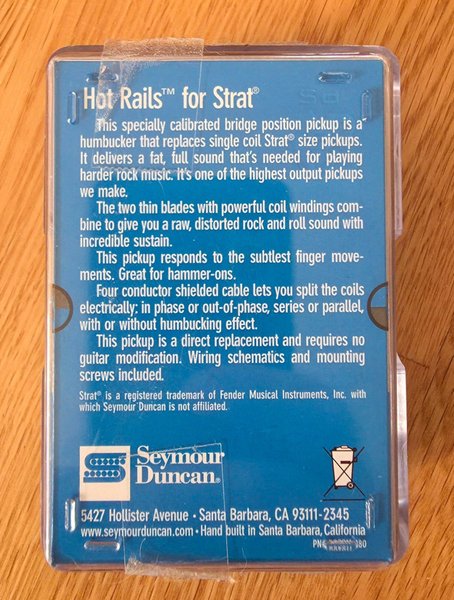 Hot Rails™ for Strat®
This specially calibrated bridge position pickup is a
humbucker that replaces single coil Strat® size pickups.
It delivers a fat, full sound that's needed for playing
harder rock music. It's one of the highest output pickups
we make.
The two thin blades with powerful coil windings com-
bine to give you a raw, distorted rock and roll sound with
incredible sustain.
This pickup responds to the subtlest finger move-
ments. Great for hammer-ons.
Four conductor shielded cable lets you split the coils
electrically; in phase or out-of-phase, series or parallel,
with or without humbucking effect.
This pickup is a direct replacement and requires no
guitar modification. Wiring schematics and mounting
screws included.
Strat® is a registered trademark of Fender Musical Instruments, Inc. with
which Seymour Duncan is not affiliated.
Seymour
Duncan®
5427 Hollister Avenue • Santa Barbara, CA 93111-2345
www.seymourduncan.com • Hand built in Santa Barbara, California
PN